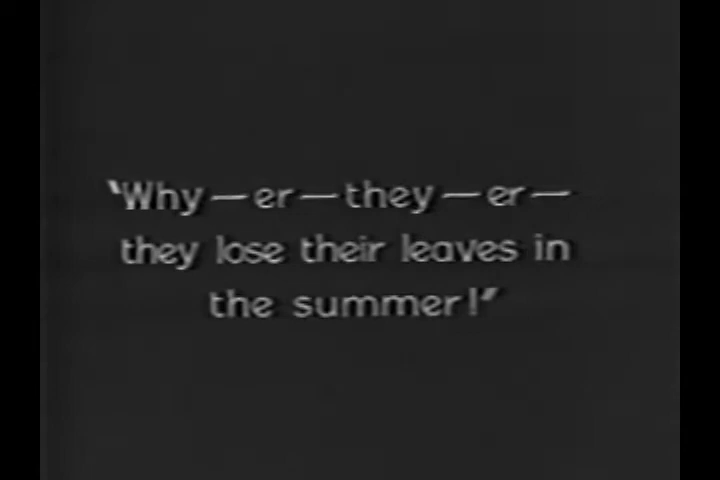 "Why—er—they—er—
they lose their leaves in
the summer!"